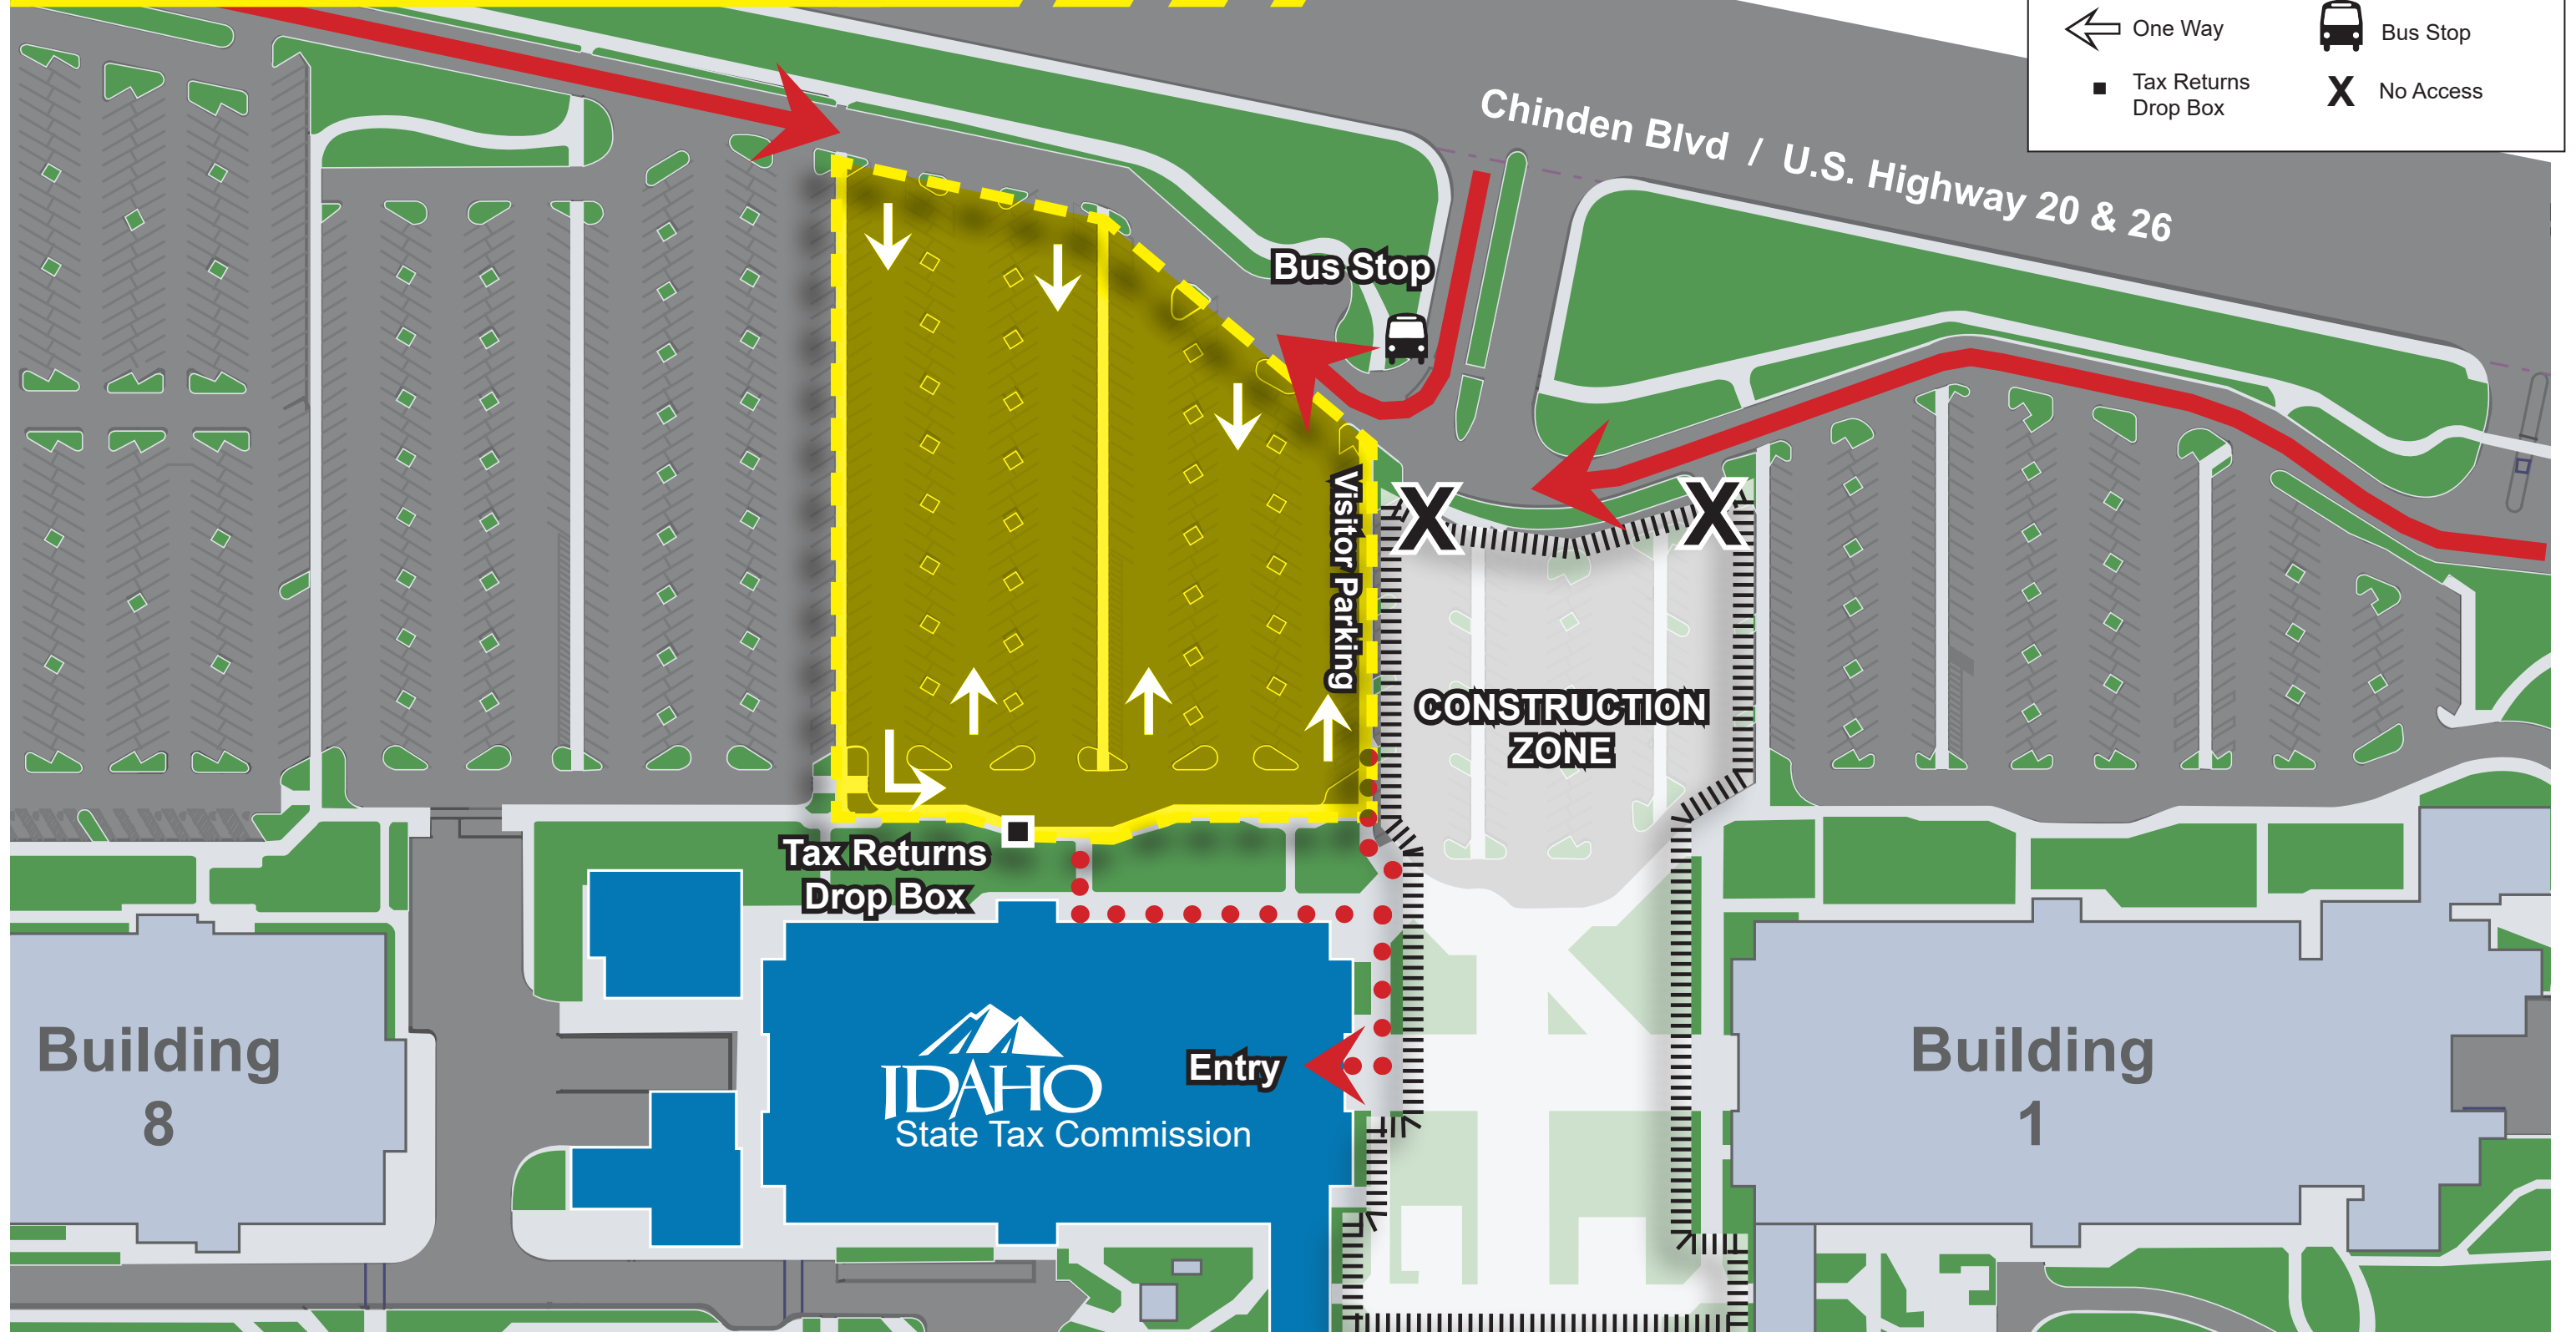 One Way
Bus Stop
Tax Returns
Drop Box
X No Access
Chinden Blvd / U.S. Highway 20 & 26
Bus Stop
Visitor Parking
X
X
CONSTRUCTION
ZONE
Tax Returns
Drop Box
Building
8
IDAHO
State Tax Commission
Entry
Building
1